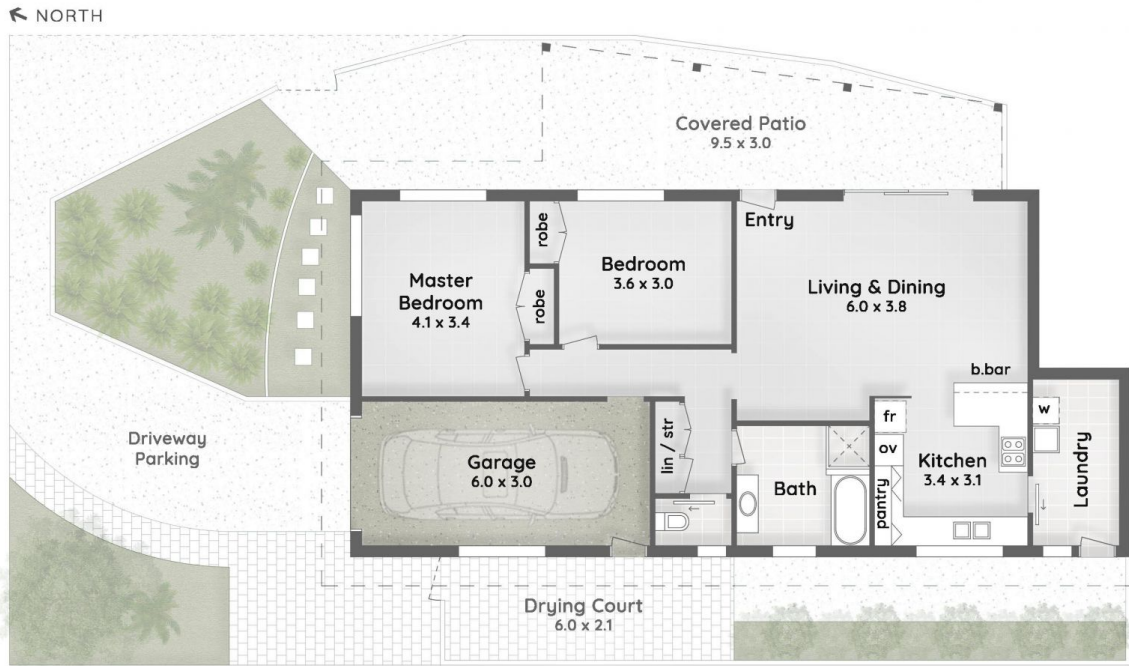 NORTH
Covered Patio
9.5 x 3.0
Entry
robe
Bedroom
3.6 x 3.0
Master
Bedroom
4.1 x 3.4
robe
Living & Dining
6.0 x 3.8
b.bar
Driveway
Parking
Garage
6.0 x 3.0
lin / str
Bath
fr
ov
pantry
Kitchen
3.4 x 3.1
w
Laundry
Drying Court
6.0 x 2.1